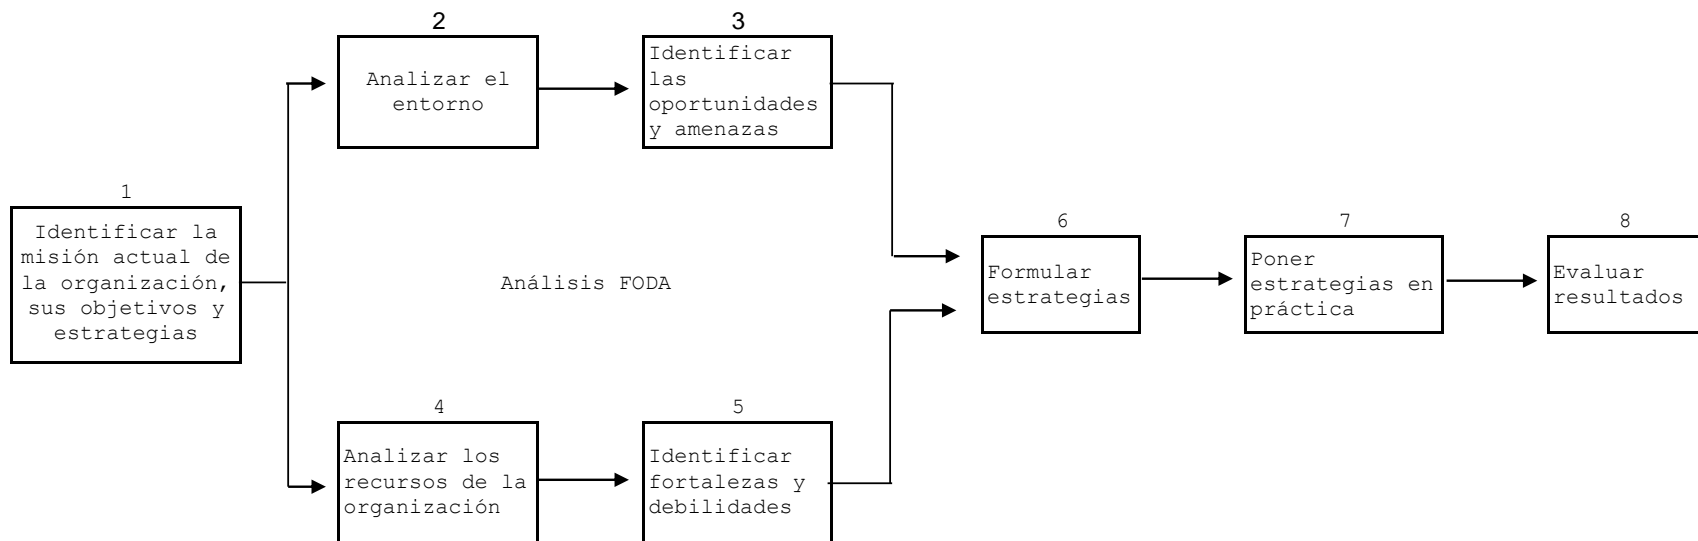 2
Analizar el
entorno
3
Identificar
las
oportunidades
y amenazas
1
Identificar la
misión actual de
la organización,
sus objetivos y
estrategias
Análisis FODA
6
Formular
estrategias
7
Poner
estrategias en
práctica
8
Evaluar
resultados
4
Analizar los
recursos de la
organización
5
Identificar
fortalezas y
debilidades